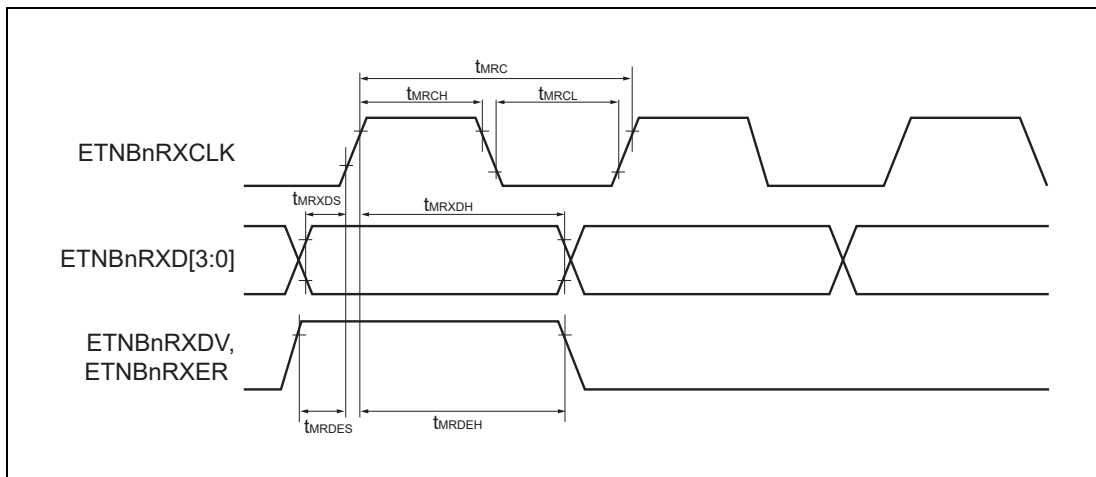 tMRC
tMRCH
tMRCL
ETNBnRXCLK
tMRXDS
tMRXDH
ETNBnRXD[3:0]
ETNBnRXDV,
ETNBnRXER
tMRDES
tMRDEH